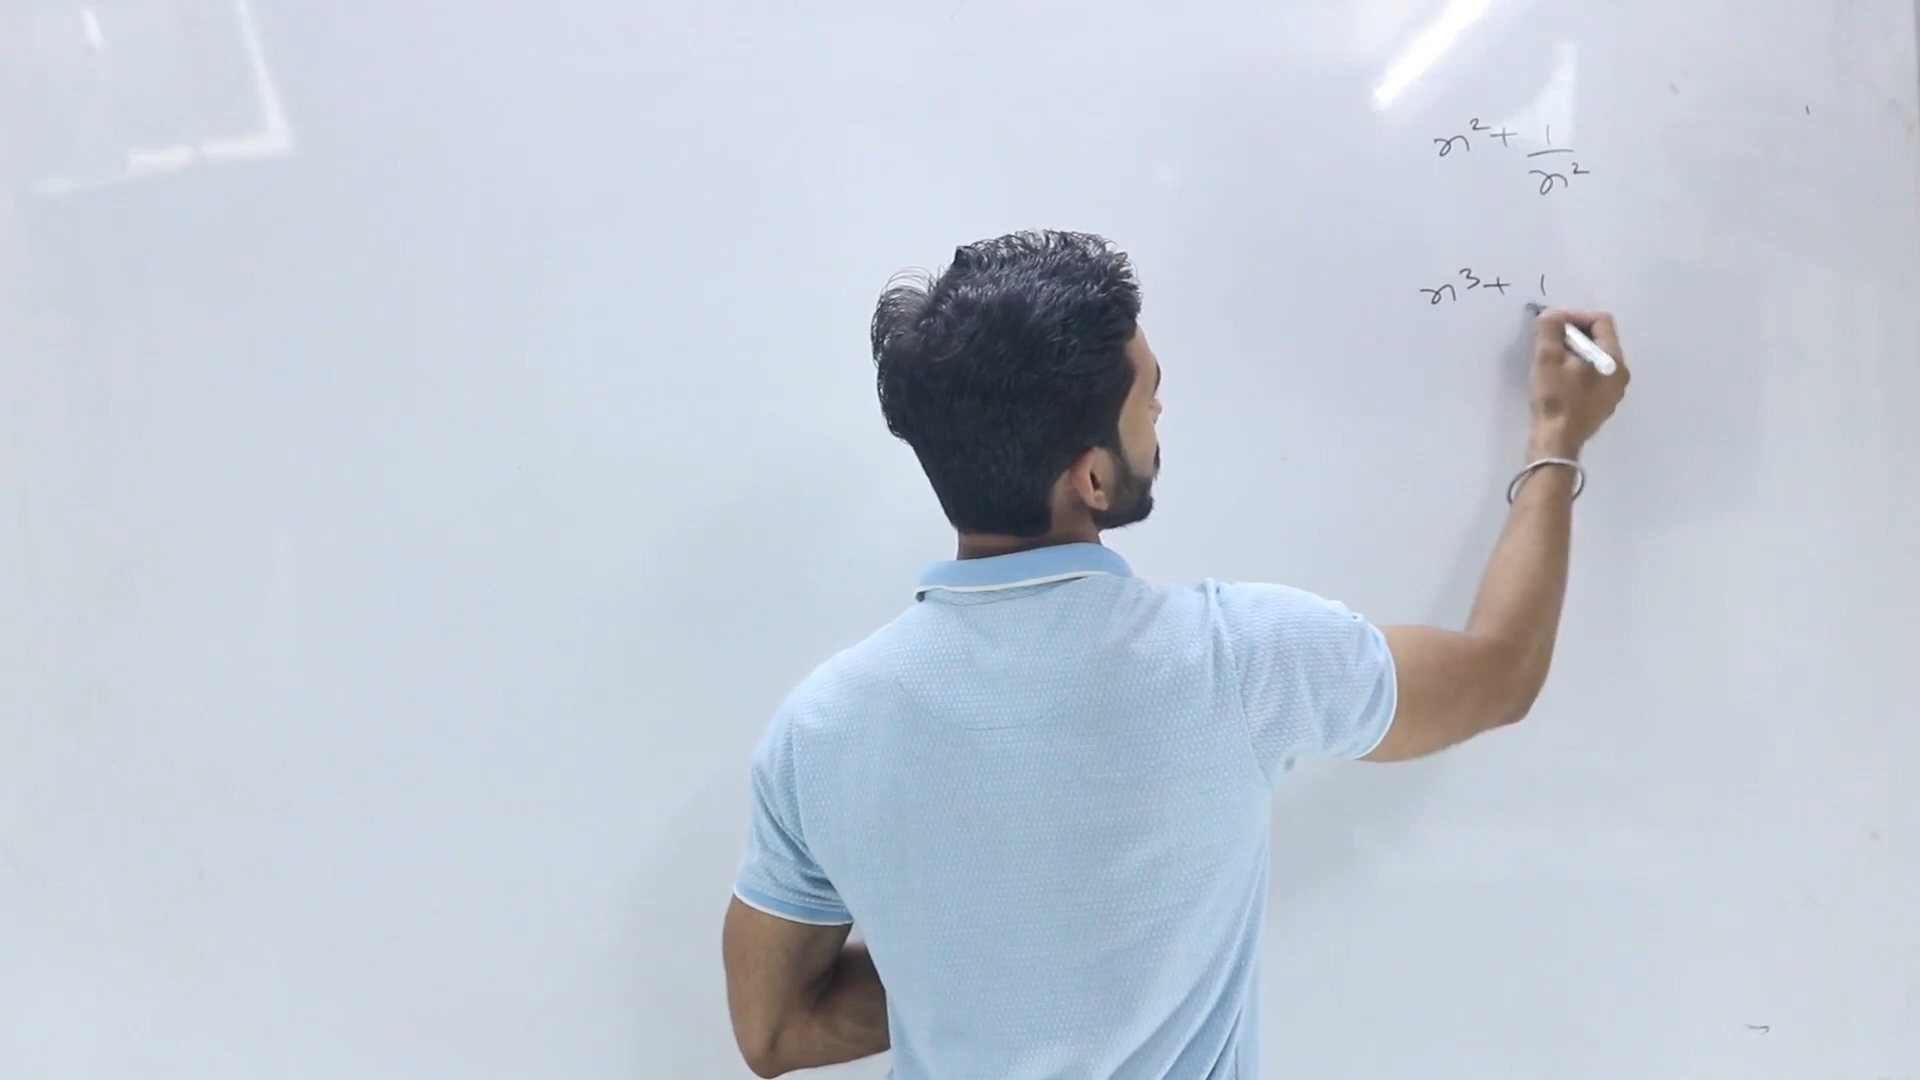 x² + 1/x²
x³ + 1